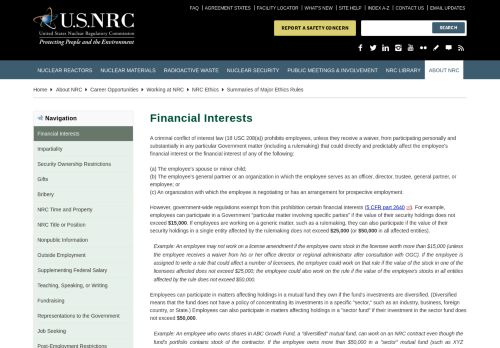 FAQ | AGREEMENT STATES | FACILITY LOCATOR | WHAT'S NEW | SITE HELP | INDEX A-Z | CONTACT US | EMAIL UPDATES
U.S.NRC
United States Nuclear Regulatory Commission
Protecting People and the Environment
REPORT A SAFETY CONCERN
SEARCH
NUCLEAR REACTORS NUCLEAR MATERIALS RADIOACTIVE WASTE NUCLEAR SECURITY PUBLIC MEETINGS & INVOLVEMENT NRC LIBRARY ABOUT NRC
Home About NRC Career Opportunities Working at NRC NRC Ethics Summaries of Major Ethics Rules
Navigation
Financial Interests
Impartiality
Security Ownership Restrictions
Gifts
Bribery
NRC Time and Property
NRC Title or Position
Nonpublic Information
Outside Employment
Supplementing Federal Salary
Teaching, Speaking, or Writing
Fundraising
Representations to the Government
Job Seeking
Post-Employment Restrictions
Financial Interests
A criminal conflict of interest law (18 USC 208(a)) prohibits employees, unless they receive a waiver, from participating personally and
substantially in any particular Government matter (including a rulemaking) that could directly and predictably affect the employee's
financial interest or the financial interest of any of the following:
(a) The employee's spouse or minor child;
(b) The employee's general partner or an organization in which the employee serves as an officer, director, trustee, general partner, or
employee; or
(c) An organization with which the employee is negotiating or has an arrangement for prospective employment.
However, government-wide regulations exempt from this prohibition certain financial interests (5 CFR part 2640). For example,
employees can participate in a Government "particular matter involving specific parties" if the value of their security holdings does not
exceed $15,000. If employees are working on a generic matter, such as a rulemaking, they can also participate if the value of their
security holdings in a single entity affected by the rulemaking does not exceed $25,000 (or $50,000 in all affected entities).
Example: An employee may not work on a license amendment if the employee owns stock in the licensee worth more than $15,000 (unless
the employee receives a waiver from his or her office director or regional administrator after consultation with OGC). If the employee is
assigned to write a rule that could affect a number of licensees, the employee could work on that rule if the value of the stock in one of the
licensees affected does not exceed $25,000; the employee could also work on the rule if the value of the employee's stocks in all entities
affected by the rule does not exceed $50,000.
Employees can participate in matters affecting holdings in a mutual fund they own if the fund's investments are diversified. (Diversified
means that the fund does not have a policy of concentrating its investments in a specific "sector," such as an industry, business, foreign
country, or State.) Employees can also participate in matters affecting holdings in a "sector fund" if their investment in the sector fund does
not exceed $50,000.
Example: An employee who owns shares in ABC Growth Fund, a "diversified" mutual fund, can work on an NRC contract even though the
fund's portfolio contains stock of the contractor. If the employee owns more than $50,000 in a "sector" mutual fund (such as XYZ